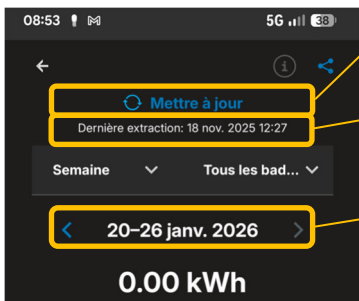 08:53 5G 38
Mettre à jour
Dernière extraction: 18 nov. 2025 12:27
Semaine Tous les bad...
20–26 janv. 2026
0.00 kWh